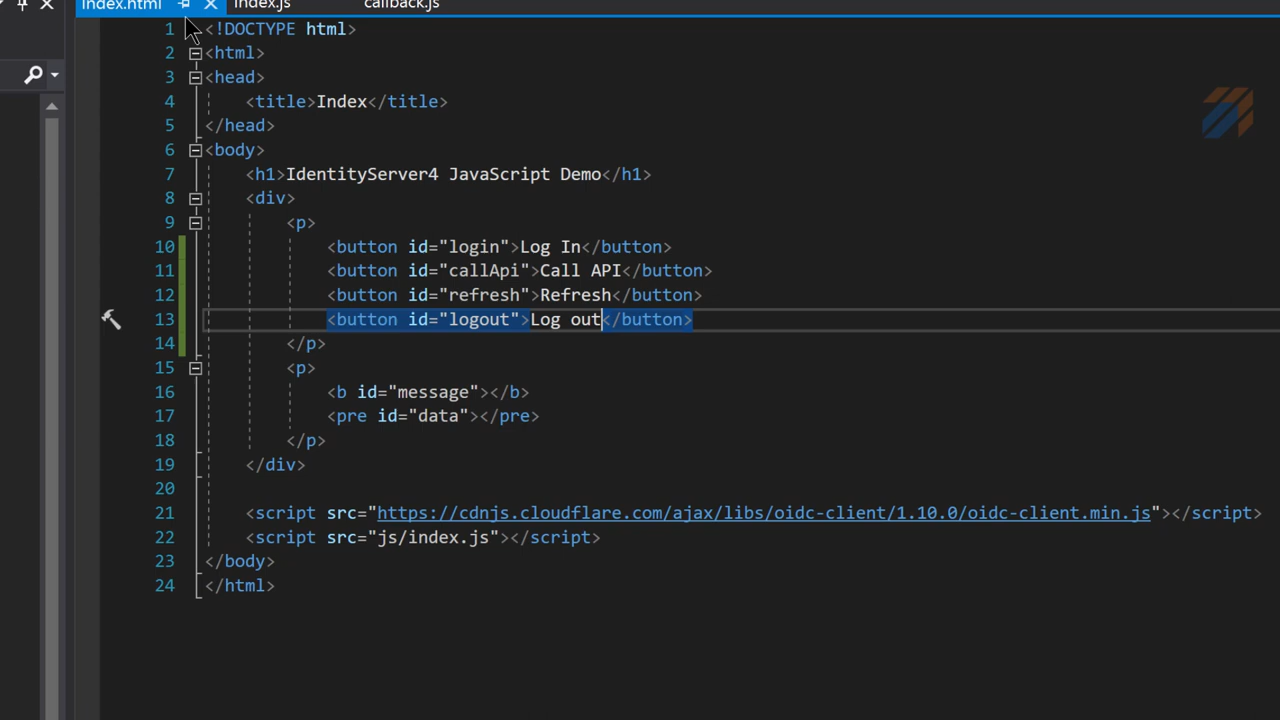 index.html index.js callback.js
1 <!DOCTYPE html>
2 <html>
3 <head>
4 <title>Index</title>
5 </head>
6 <body>
7 <h1>IdentityServer4 JavaScript Demo</h1>
8 <div>
9 <p>
10 <button id="login">Log In</button>
11 <button id="callApi">Call API</button>
12 <button id="refresh">Refresh</button>
13 <button id="logout">Log out</button>
14 </p>
15 <p>
16 <b id="message"></b>
17 <pre id="data"></pre>
18 </p>
19 </div>
20
21 <script src="https://cdnjs.cloudflare.com/ajax/libs/oidc-client/1.10.0/oidc-client.min.js"></script>
22 <script src="js/index.js"></script>
23 </body>
24 </html>